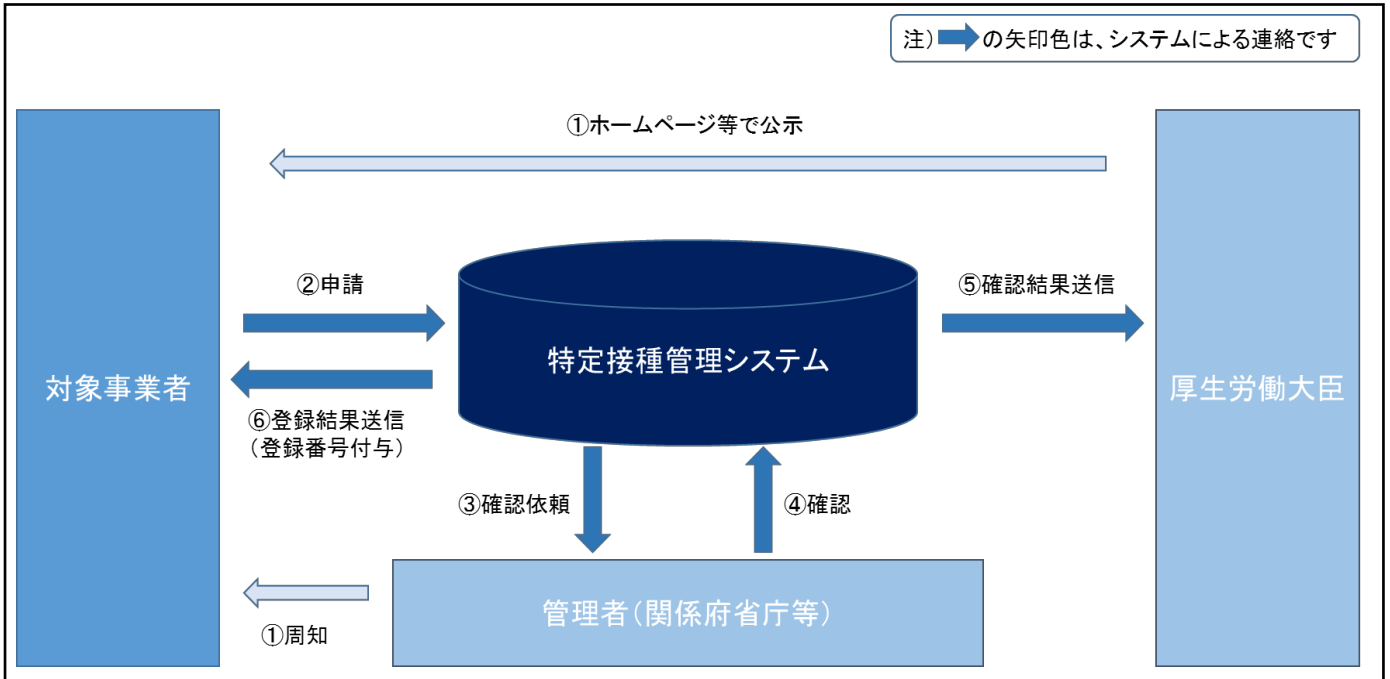 注) の矢印色は、システムによる連絡です
①ホームページ等で公示
②申請
⑤確認結果送信
特定接種管理システム
対象事業者
厚生労働大臣
⑥登録結果送信
(登録番号付与)
③確認依頼
④確認
管理者(関係府省庁等)
①周知